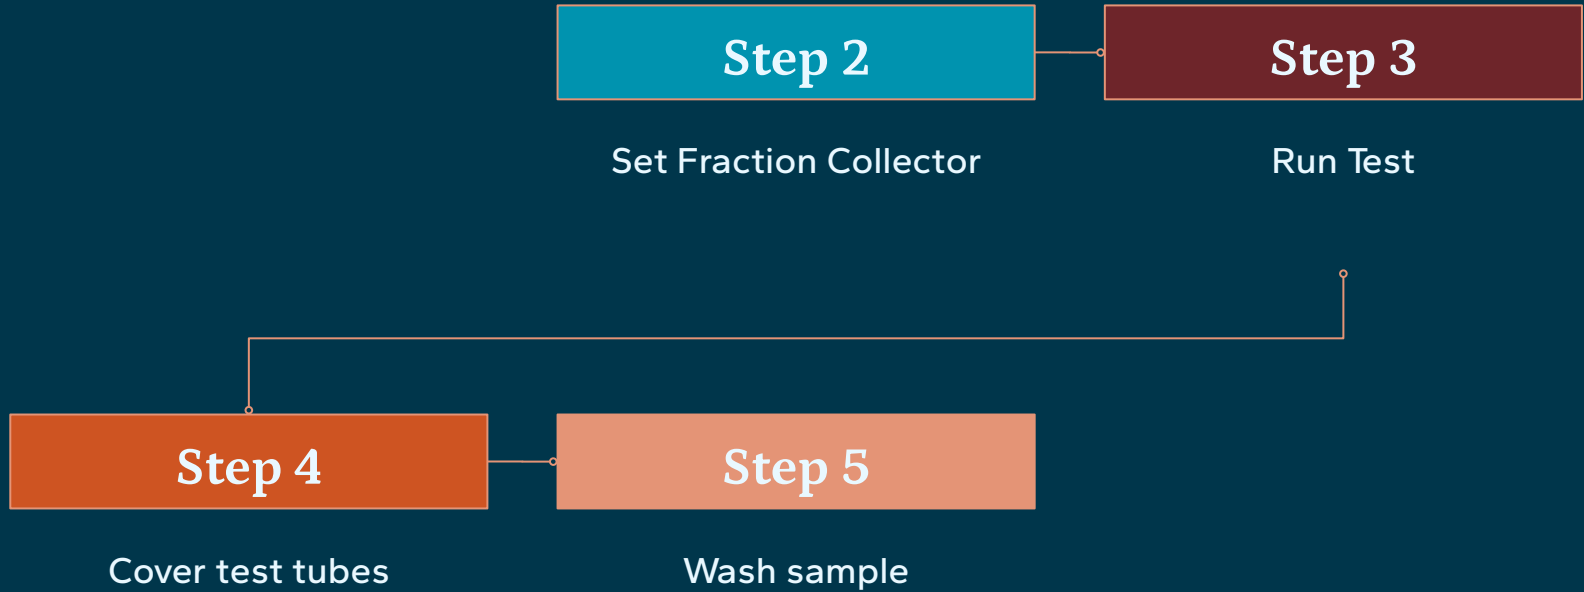 Step 2
Step 3
Set Fraction Collector
Run Test
Step 4
Step 5
Cover test tubes
Wash sample